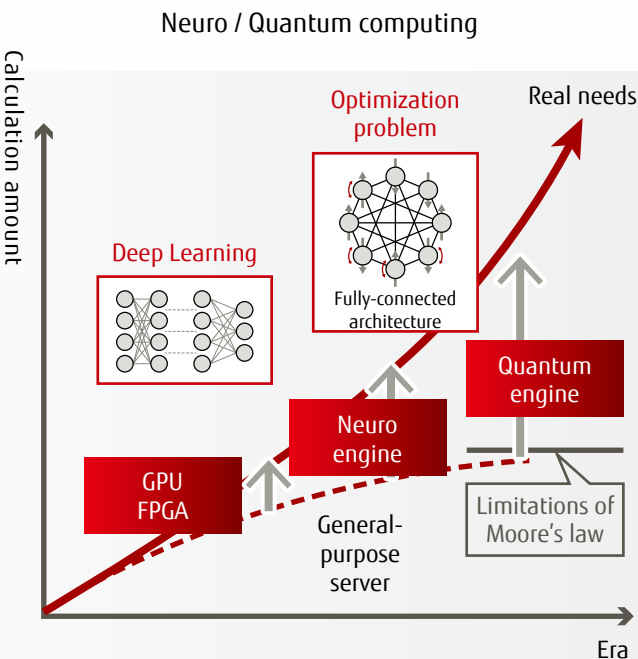 Neuro / Quantum computing
Calculation amount
Optimization
problem
Real needs
Deep Learning
Fully-connected
architecture
Quantum
engine
Neuro
engine
GPU
FPGA
Limitations of
Moore's law
General-
purpose
server
Era